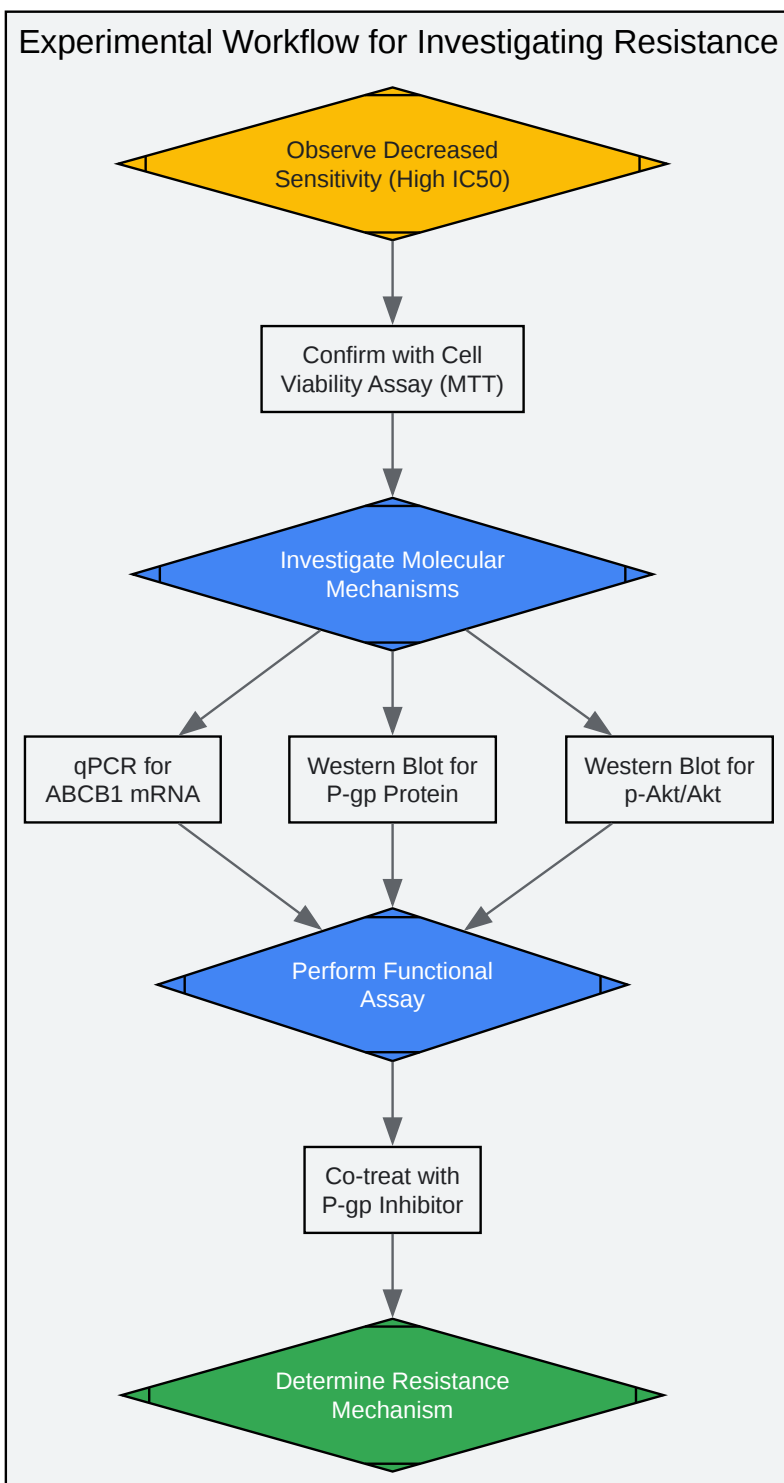 Experimental Workflow for Investigating Resistance
Observe Decreased
Sensitivity (High IC50)
Confirm with Cell
Viability Assay (MTT)
Investigate Molecular
Mechanisms
qPCR for
ABCB1 mRNA
Western Blot for
P-gp Protein
Western Blot for
p-Akt/Akt
Perform Functional
Assay
Co-treat with
P-gp Inhibitor
Determine Resistance
Mechanism